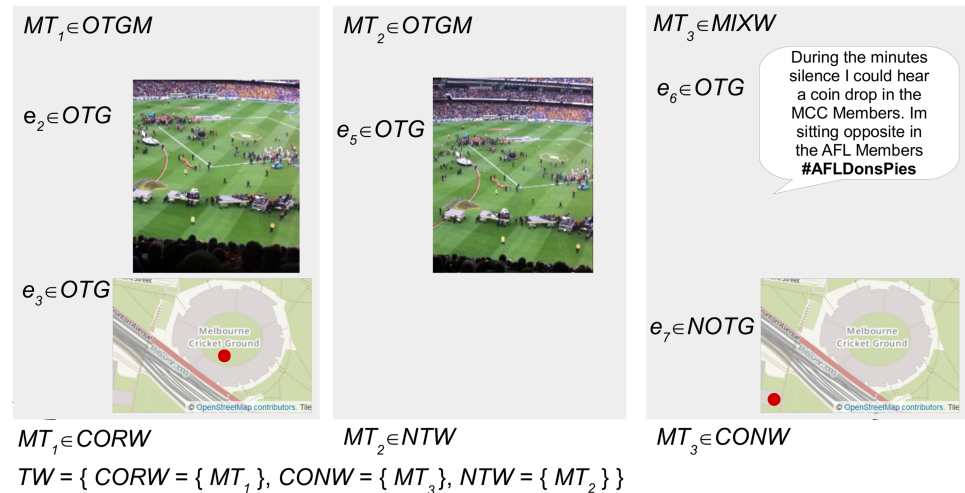 MT₁∈OTGM
e₂∈OTG
e₃∈OTG
Melbourne
Cricket Ground
© OpenStreetMap contributors. Tile
MT₁∈CORW
MT₂∈OTGM
e₅∈OTG
MT₂∈NTW
MT₃∈MIXW
e₆∈OTG
During the minutes
silence I could hear
a coin drop in the
MCC Members. Im
sitting opposite in
the AFL Members
#AFLDonsPies
e₇∈NOTG
Melbourne
Cricket Ground
© OpenStreetMap contributors. Tile
MT₃∈CONW
TW = { CORW = { MT₁}, CONW = { MT₃}, NTW = { MT₂} }